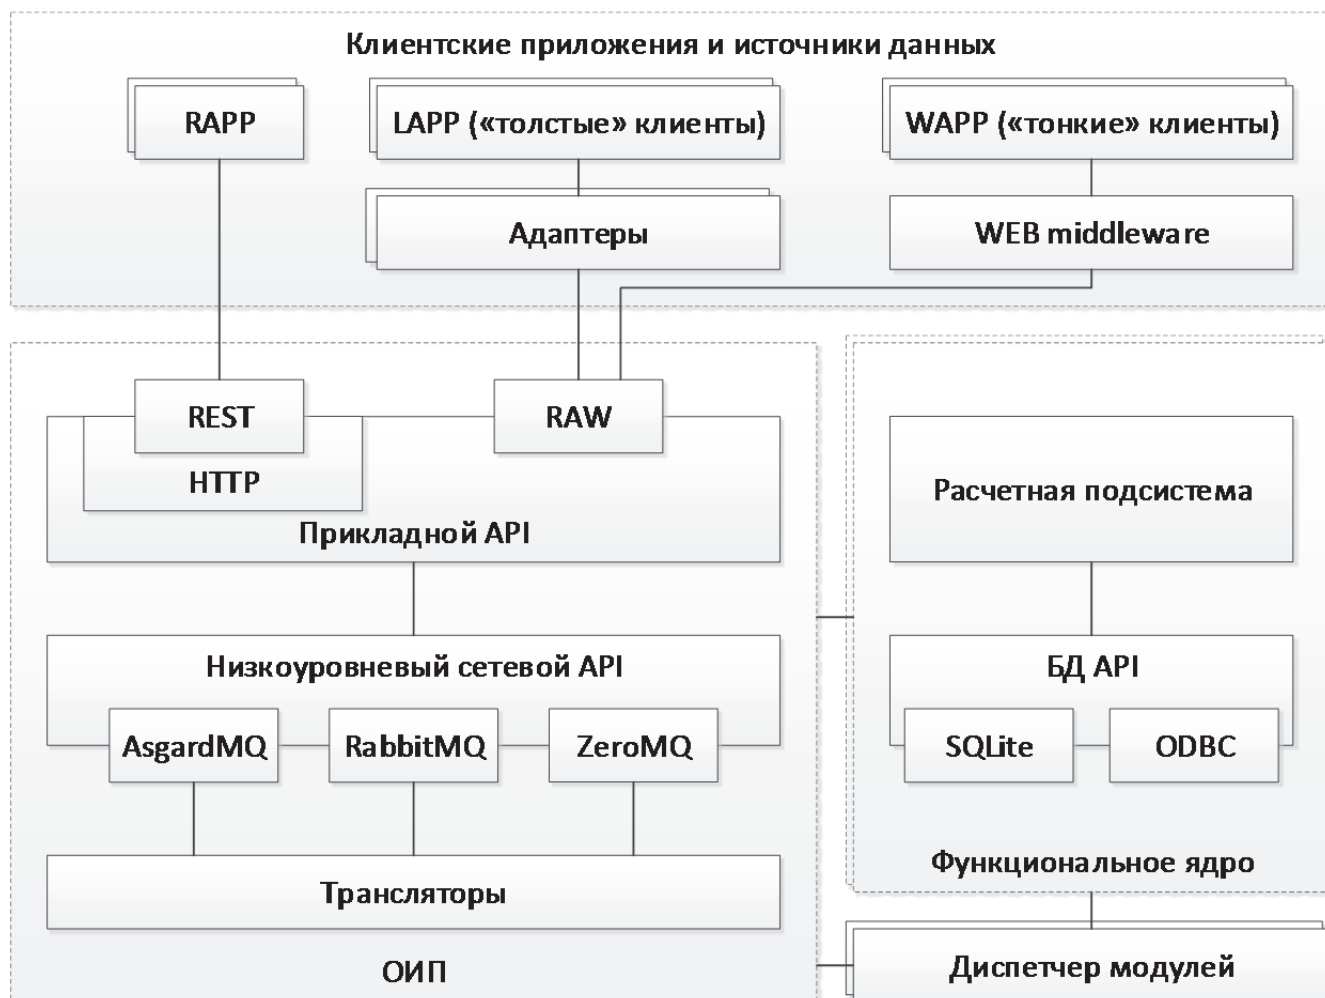 Клиентские приложения и источники данных
RAPP
LAPP («толстые» клиенты)
WAPP («тонкие» клиенты)
Адаптеры
WEB middleware
REST
RAW
HTTP
Прикладной API
Расчетная подсистема
Низкоуровневый сетевой API
БД API
AsgardMQ
RabbitMQ
ZeroMQ
SQLite
ODBC
Функциональное ядро
Трансляторы
ОИП
Диспетчер модулей